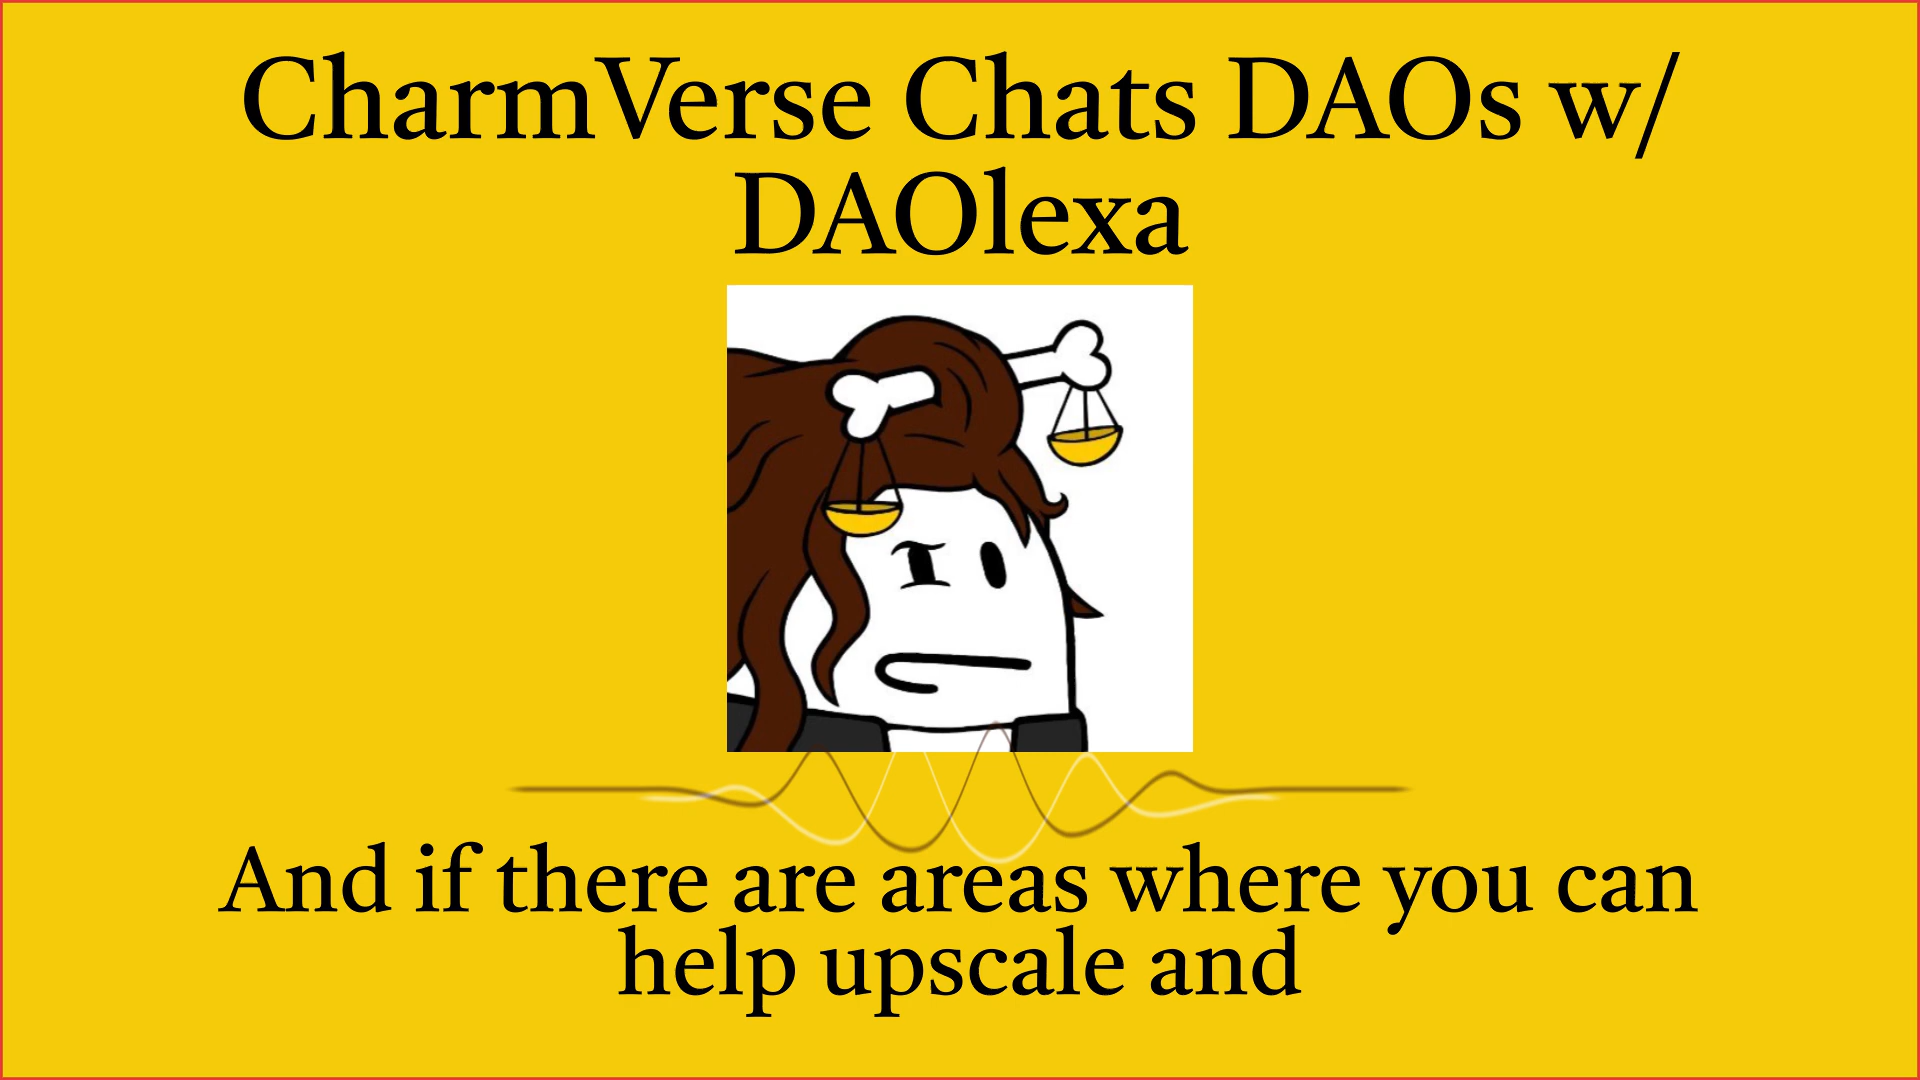 CharmVerse Chats DAOs w/
DAOlexa
And if there are areas where you can
help upscale and